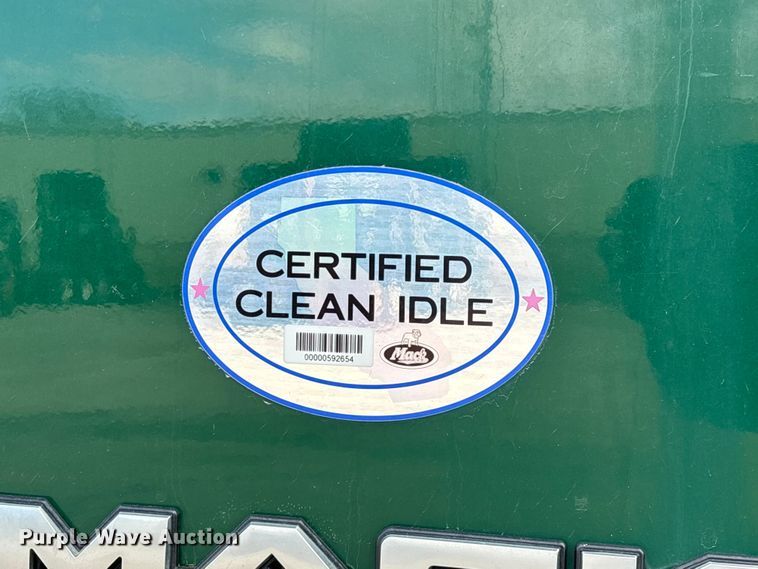 CERTIFIED
CLEAN IDLE
00000592654
Mack
Purple Wave Auction